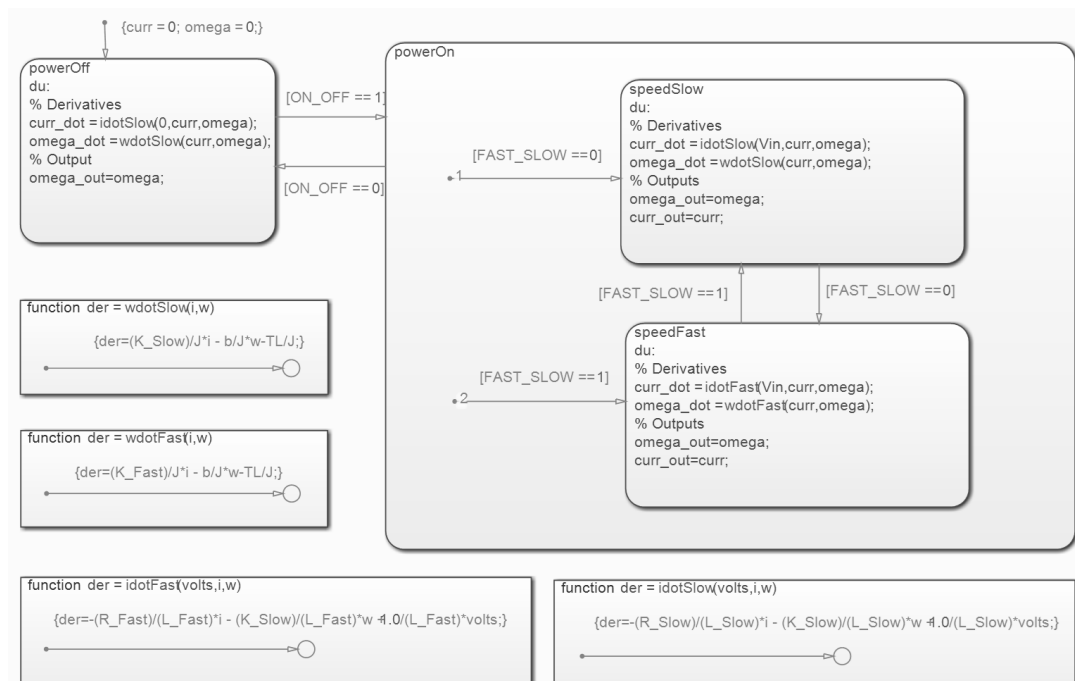 {curr = 0; omega = 0;}
powerOff
du:
% Derivatives
curr_dot = idotSlow(0,curr,omega);
omega_dot =wdotSlow(curr,omega);
% Output
omega_out=omega;
[ON_OFF == 1]
[ON_OFF == 0]
powerOn
[FAST_SLOW ==0]
1
speedSlow
du:
% Derivatives
curr_dot = idotSlow(Vin,curr,omega);
omega_dot =wdotSlow(curr,omega);
% Outputs
omega_out=omega;
curr_out=curr;
[FAST_SLOW ==1]
[FAST_SLOW ==0]
[FAST_SLOW ==1]
2
speedFast
du:
% Derivatives
curr_dot = idotFast(Vin,curr,omega);
omega_dot =wdotFast(curr,omega);
% Outputs
omega_out=omega;
curr_out=curr;
function der = wdotSlow(i,w)
{der=(K_Slow)/J*i - b/J*w-TL/J;}
function der = wdotFast(i,w)
{der=(K_Fast)/J*i - b/J*w-TL/J;}
function der = idotFast(volts,i,w)
{der=-(R_Fast)/(L_Fast)*i - (K_Slow)/(L_Fast)*w +1.0/(L_Fast)*volts;}
function der = idotSlow(volts,i,w)
{der=-(R_Slow)/(L_Slow)*i - (K_Slow)/(L_Slow)*w +1.0/(L_Slow)*volts;}